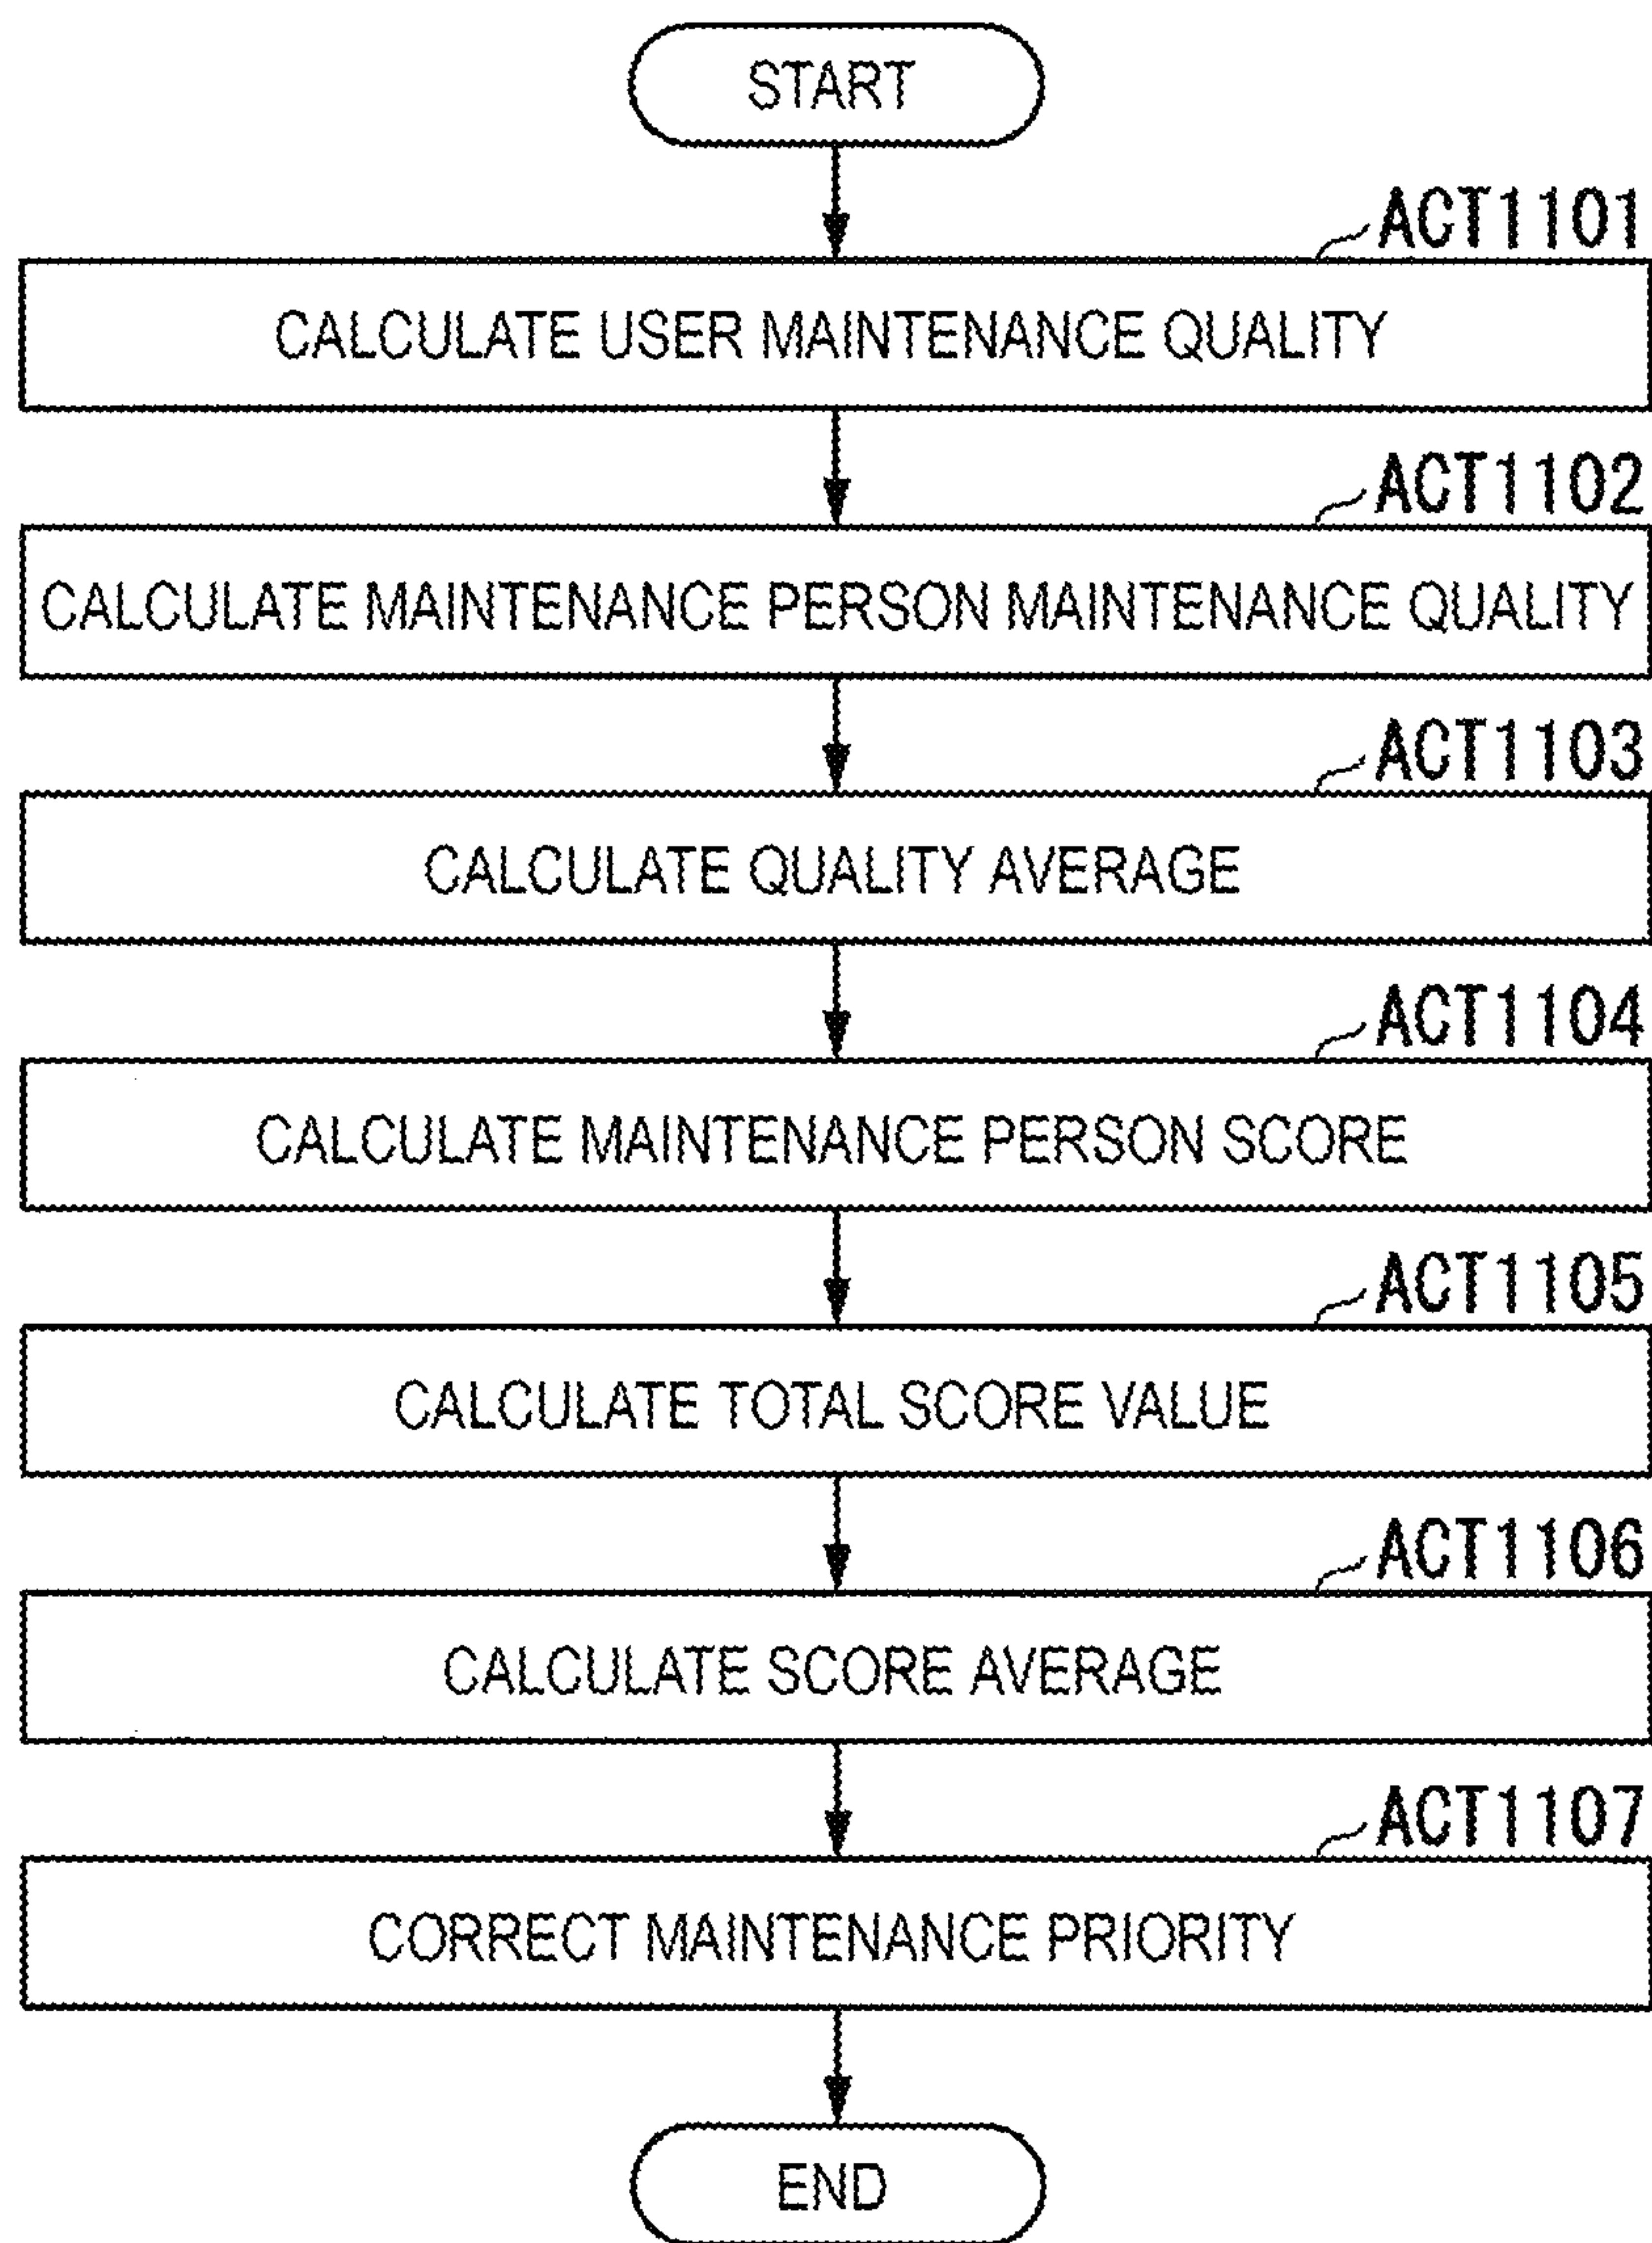 START
ACT1101
CALCULATE USER MAINTENANCE QUALITY
ACT1102
CALCULATE MAINTENANCE PERSON MAINTENANCE QUALITY
ACT1103
CALCULATE QUALITY AVERAGE
ACT1104
CALCULATE MAINTENANCE PERSON SCORE
ACT1105
CALCULATE TOTAL SCORE VALUE
ACT1106
CALCULATE SCORE AVERAGE
ACT1107
CORRECT MAINTENANCE PRIORITY
END